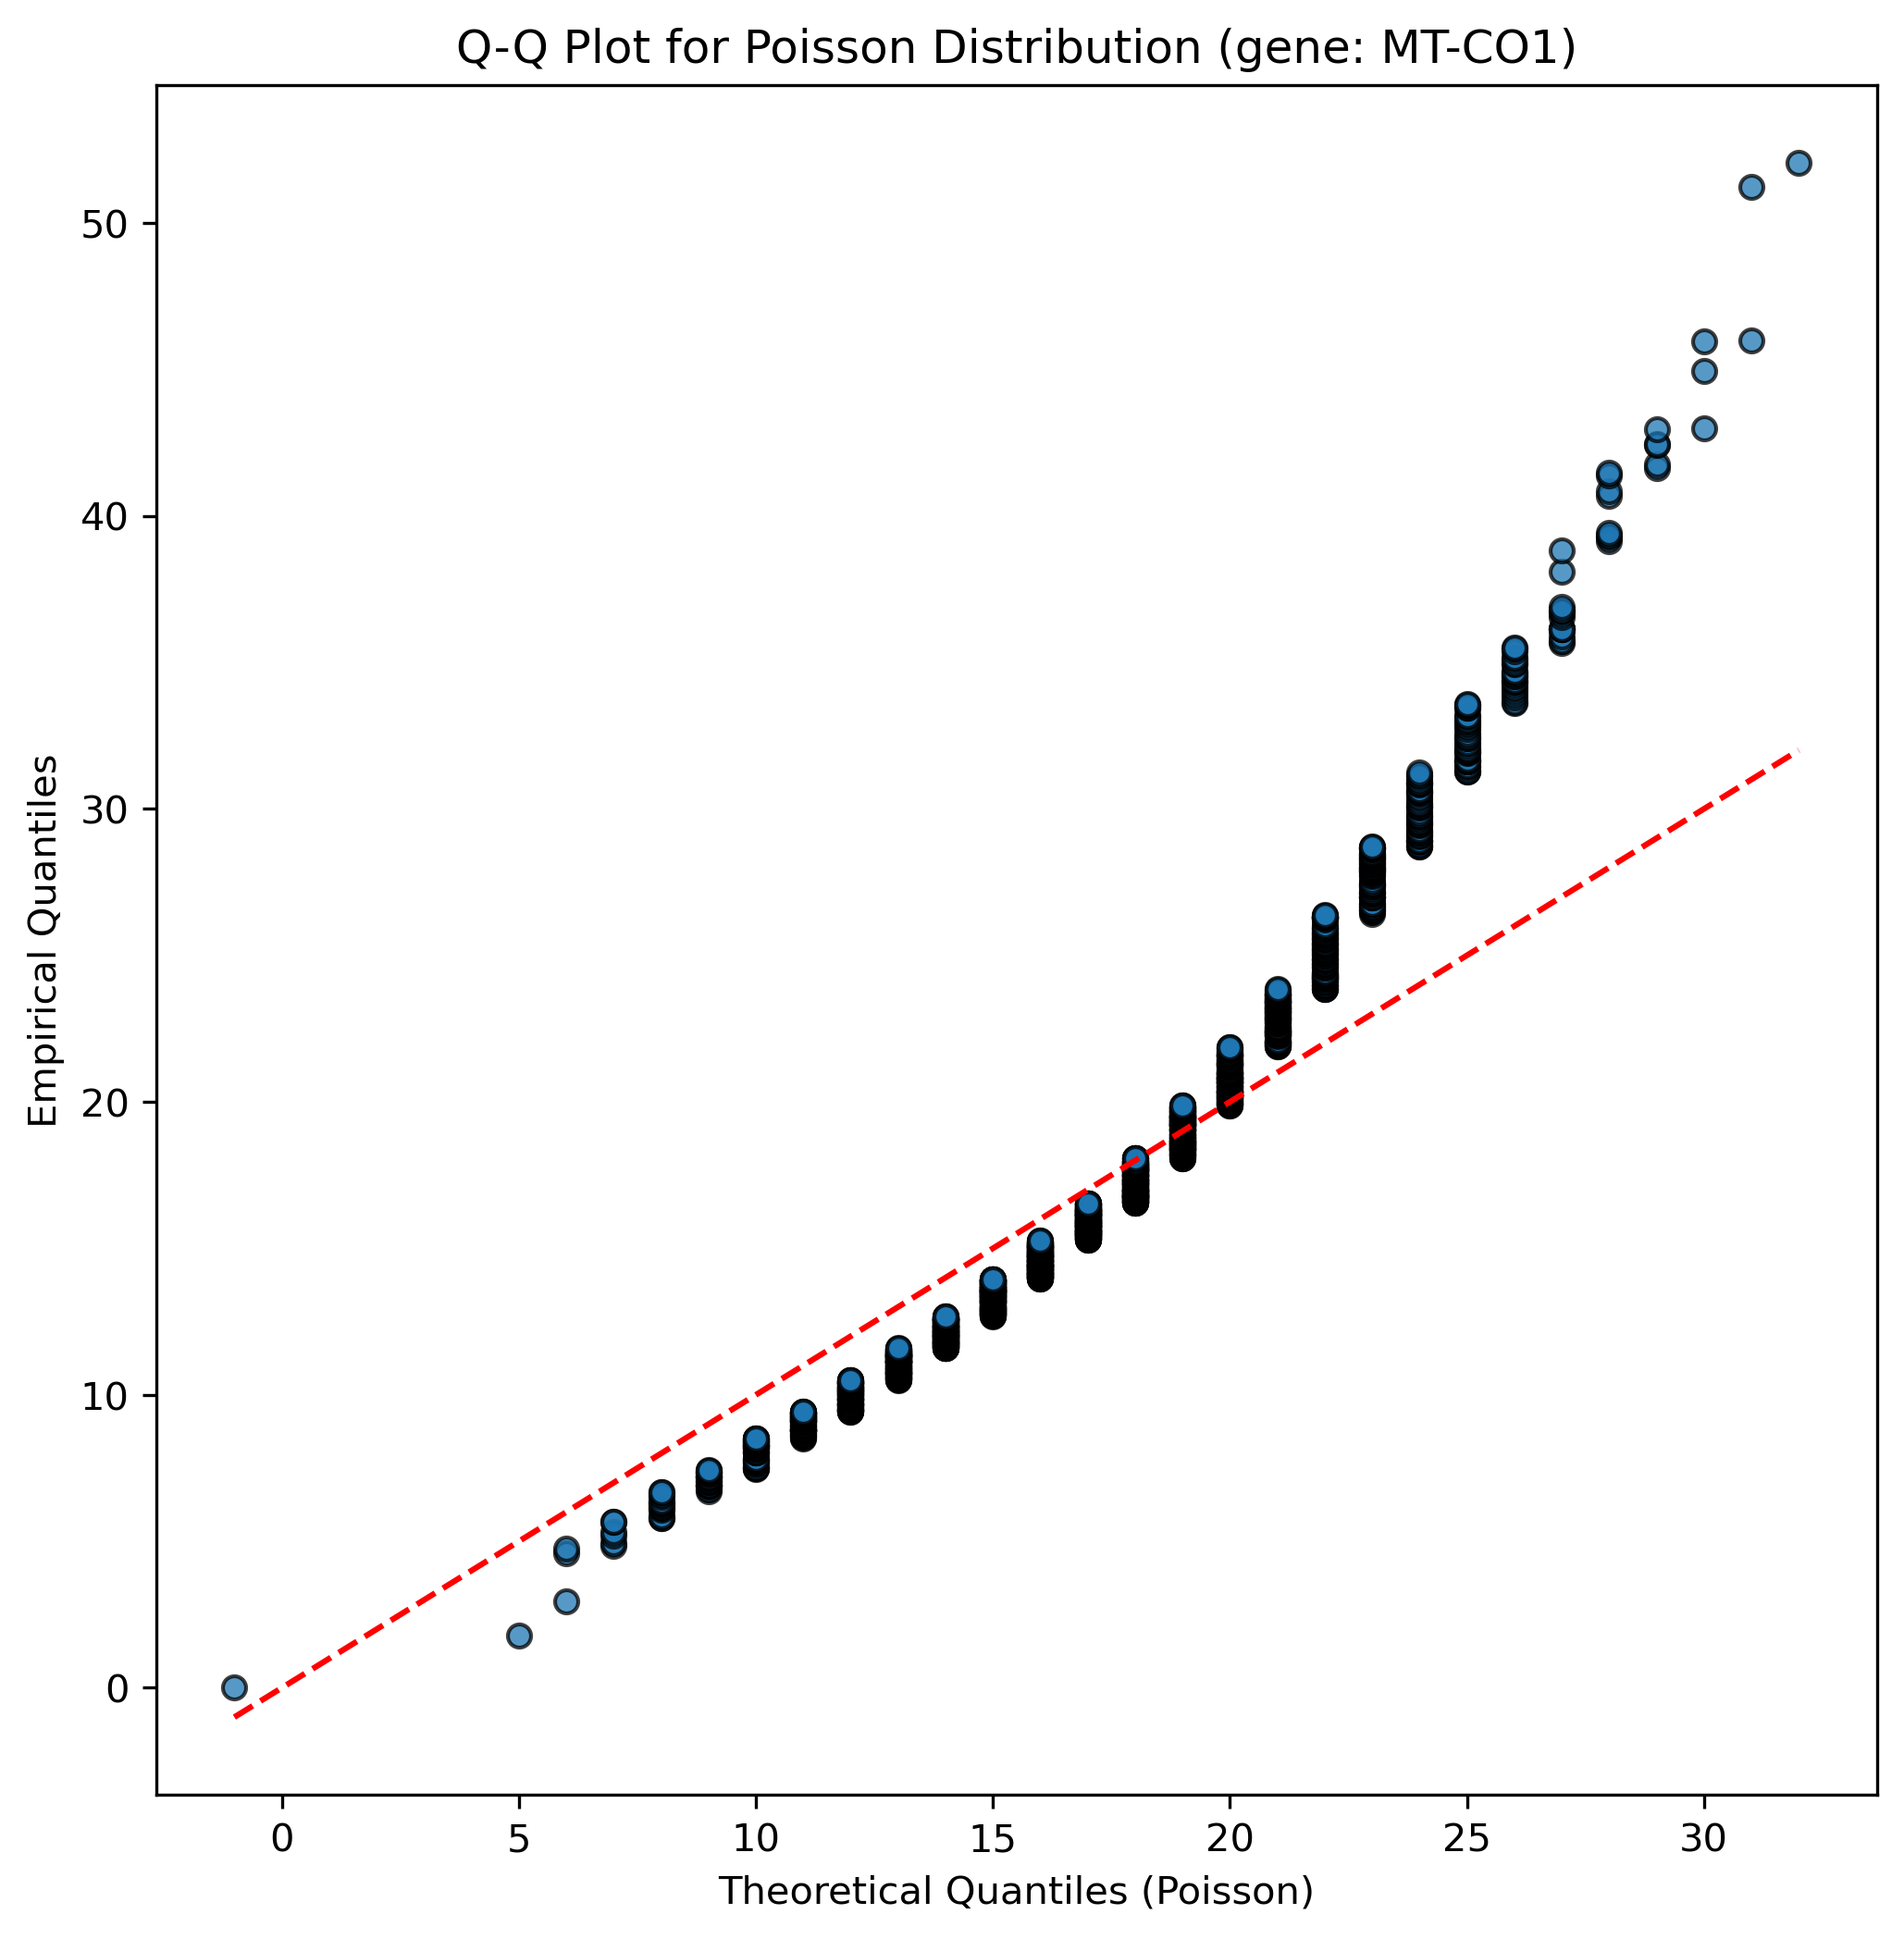 Q-Q Plot for Poisson Distribution (gene: MT-CO1)
50
40
30
20
10
0
Empirical Quantiles
0 5 10 15 20 25 30
Theoretical Quantiles (Poisson)